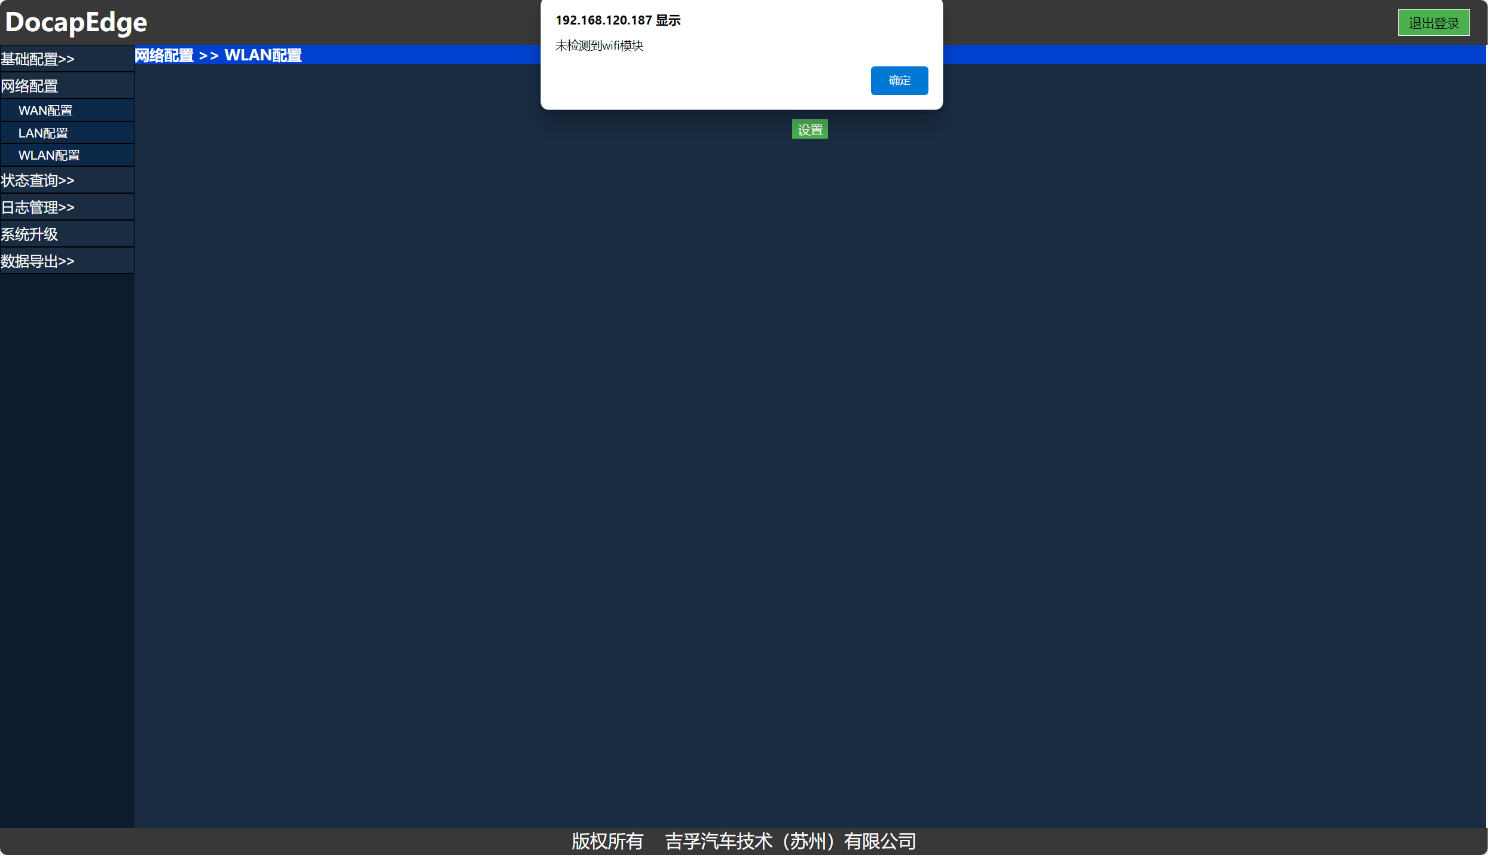 DocapEdge
192.168.120.187 显示
未检测到wifi模块
确定
退出登录
基础配置>>
网络配置
WAN配置
LAN配置
WLAN配置
状态查询>>
日志管理>>
系统升级
数据导出>>
网络配置 >> WLAN配置
设置
版权所有 吉孚汽车技术（苏州）有限公司